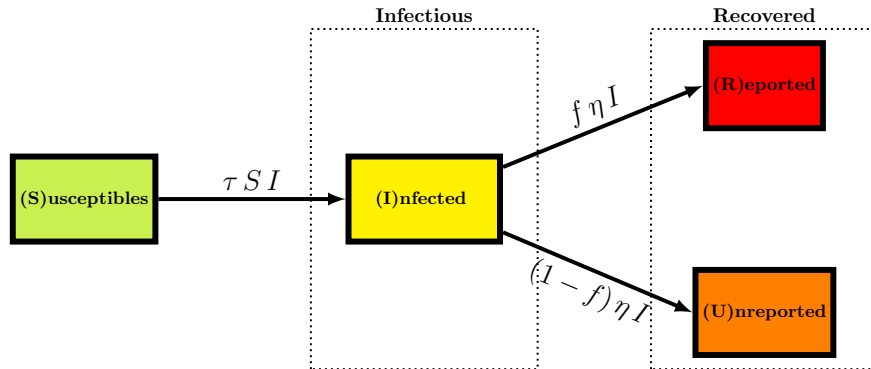 Infectious
Recovered
(R)eported
f η I
(S)usceptibles
τ S I
(I)nfected
(1 − f) η I
(U)nreported